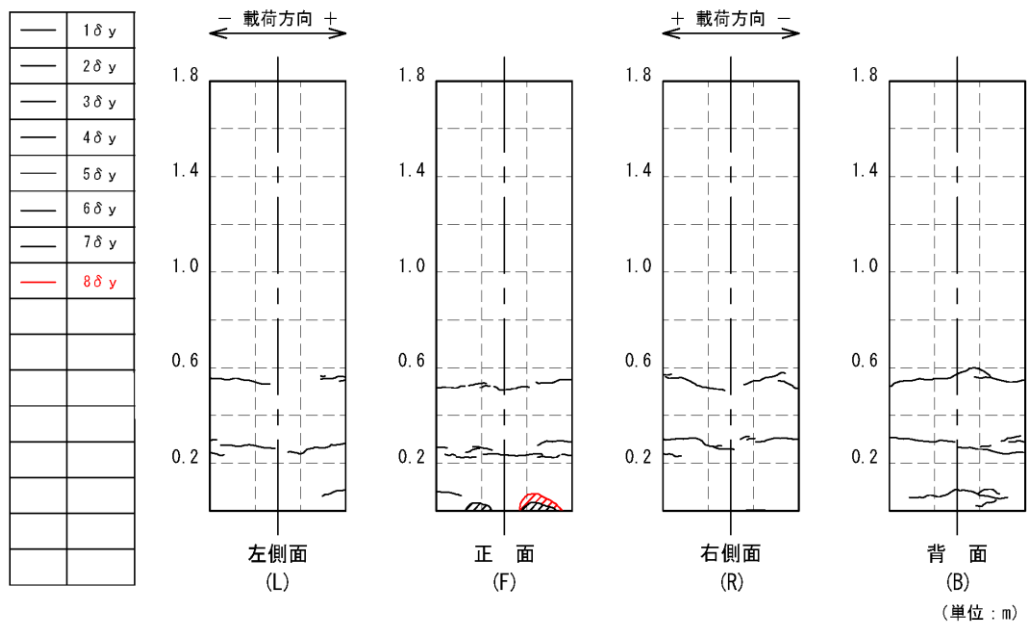 1δy
2δy
3δy
4δy
5δy
6δy
7δy
8δy
− 載荷方向 +
+ 載荷方向 −
1.8
1.4
1.0
0.6
0.2
左側面
(L)
1.8
1.4
1.0
0.6
0.2
正 面
(F)
1.8
1.4
1.0
0.6
0.2
右側面
(R)
1.8
1.4
1.0
0.6
0.2
背 面
(B)
(単位:m)